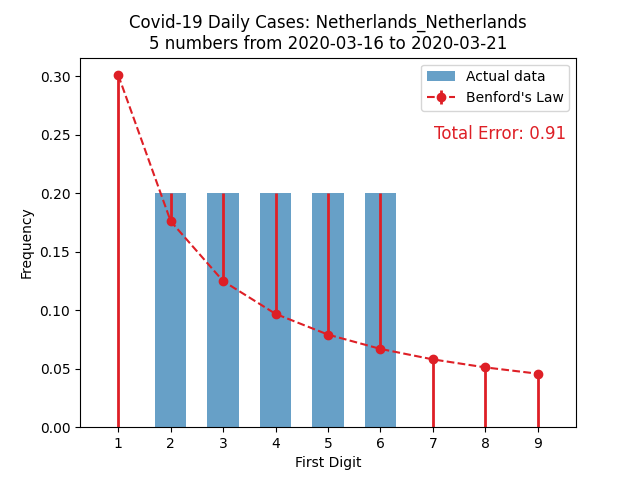 Covid-19 Daily Cases: Netherlands_Netherlands
5 numbers from 2020-03-16 to 2020-03-21
Actual data
Benford's Law
Total Error: 0.91
Frequency
0.30
0.25
0.20
0.15
0.10
0.05
0.00
1 2 3 4 5 6 7 8 9
First Digit